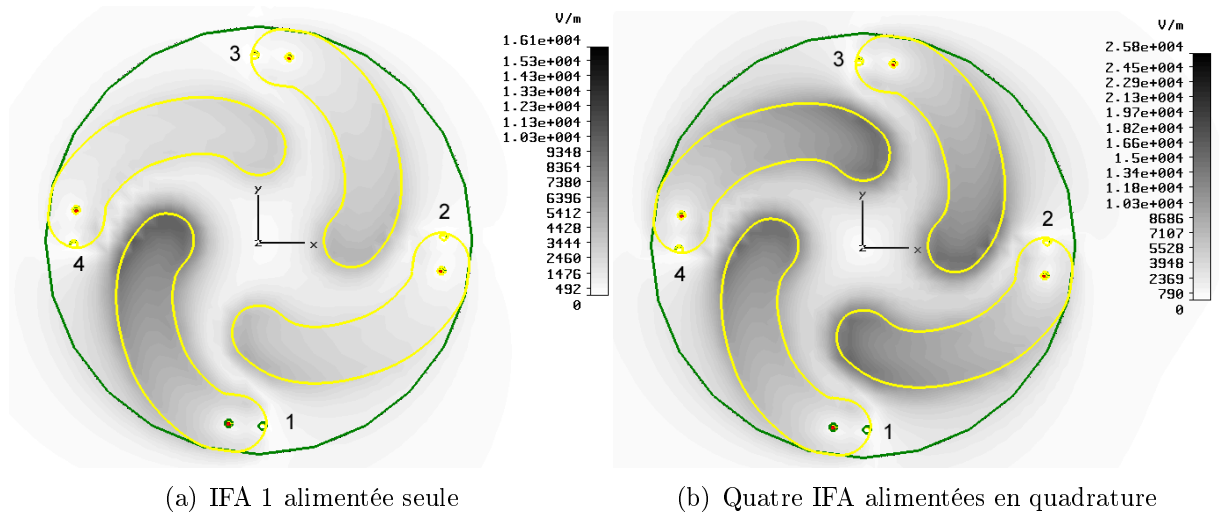 V/m
1.61e+004
1.53e+004
1.43e+004
1.33e+004
1.23e+004
1.13e+004
1.03e+004
9348
8364
7380
6396
5412
4428
3444
2460
1476
492
0
3
2
4
1
y
z
x
V/m
2.58e+004
2.45e+004
2.29e+004
2.13e+004
1.97e+004
1.82e+004
1.66e+004
1.5e+004
1.34e+004
1.18e+004
1.03e+004
8686
7107
5528
3948
2369
790
0
3
2
4
1
y
z
x
(a) IFA 1 alimentée seule
(b) Quatre IFA alimentées en quadrature